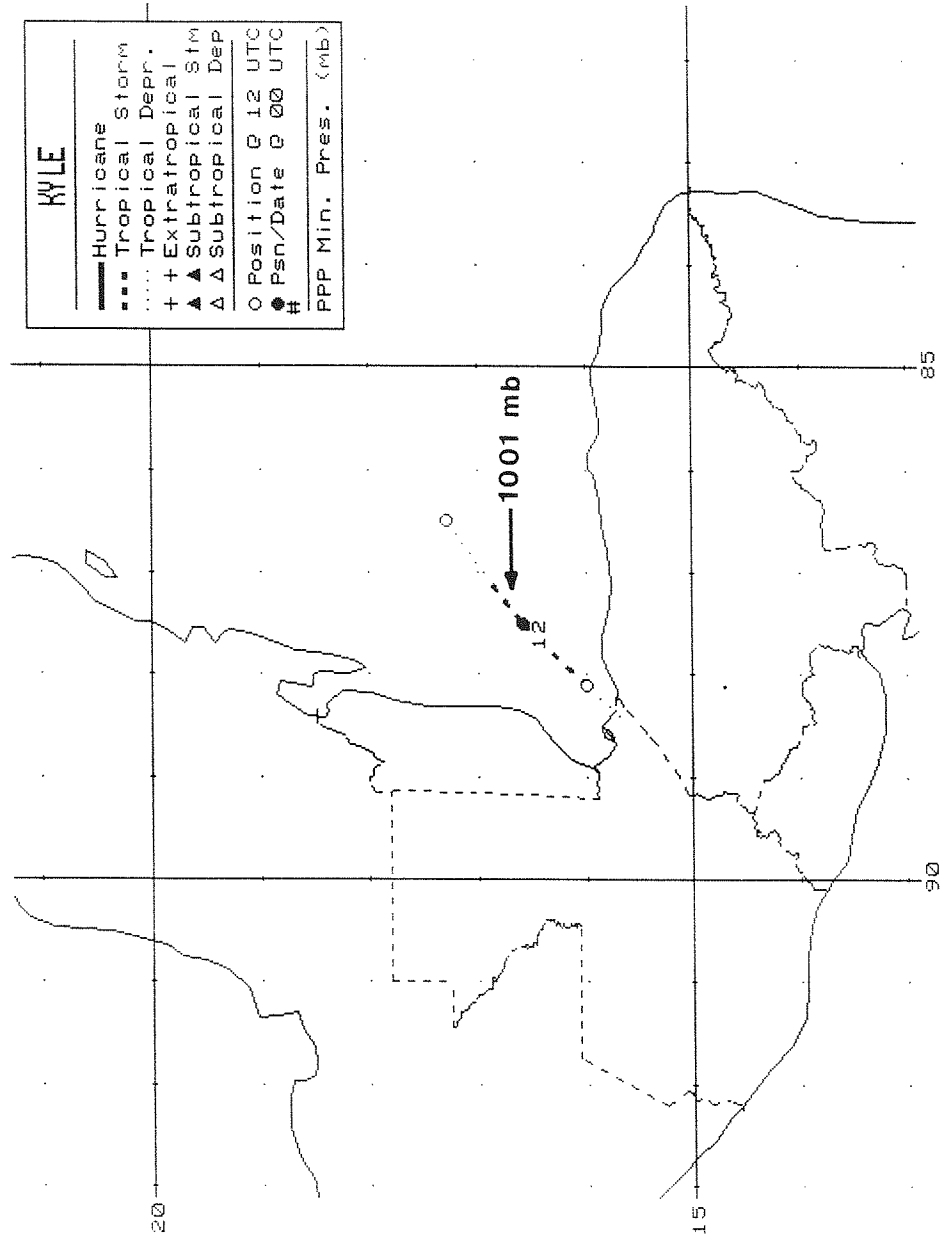 KYLE
Hurricane
Tropical Storm
Tropical Depr.
+ + Extratropical
▲ ▲ Subtropical Stm
△ △ Subtropical Dep
○ Position @ 12 UTC
● Psn/Date @ 00 UTC
#
PPP Min. Pres. (mb)
1001 mb
12
20
15
90
85